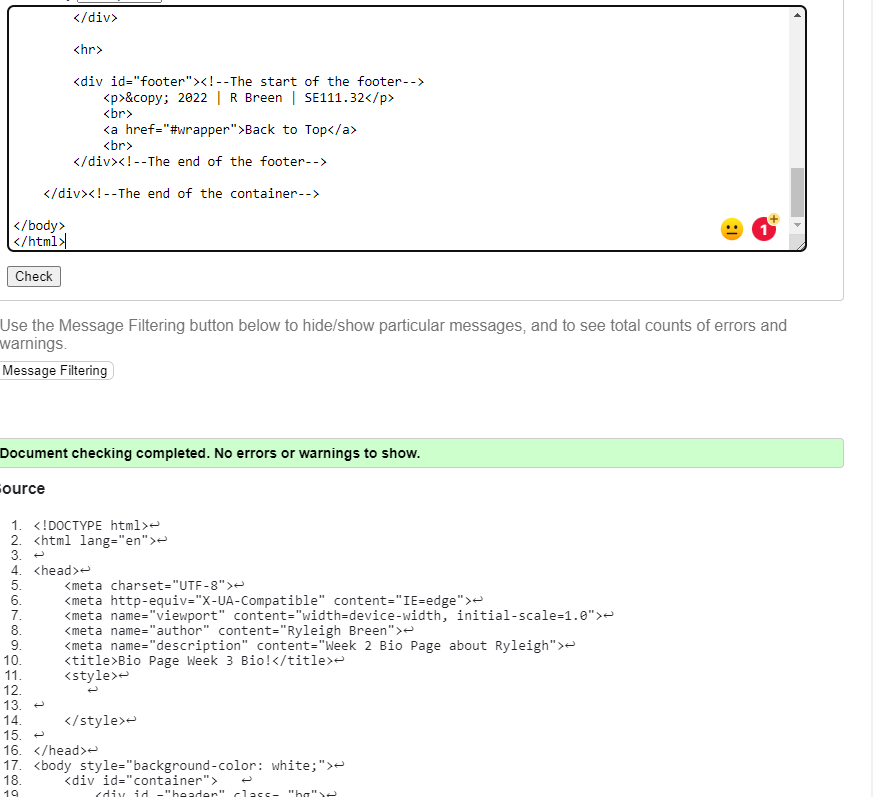 </div>
<hr>
<div id="footer"><!--The start of the footer-->
<p>&copy; 2022 | R Breen | SE111.32</p>
<br>
<a href="#wrapper">Back to Top</a>
<br>
</div><!--The end of the footer-->
</div><!--The end of the container-->
</body>
</html>
1
Check
Use the Message Filtering button below to hide/show particular messages, and to see total counts of errors and
warnings.
Message Filtering
Document checking completed. No errors or warnings to show.
ource
1. <!DOCTYPE html>↩
2. <html lang="en">↩
3. ↩
4. <head>↩
5. <meta charset="UTF-8">↩
6. <meta http-equiv="X-UA-Compatible" content="IE=edge">↩
7. <meta name="viewport" content="width=device-width, initial-scale=1.0">↩
8. <meta name="author" content="Ryleigh Breen">↩
9. <meta name="description" content="Week 2 Bio Page about Ryleigh">↩
10. <title>Bio Page Week 3 Bio!</title>↩
11. <style>↩
12. ↩
13. ↩
14. </style>↩
15. ↩
16. </head>↩
17. <body style="background-color: white;">↩
18. <div id="container"> ↩
19. <div id ="header" class= "bg">↩